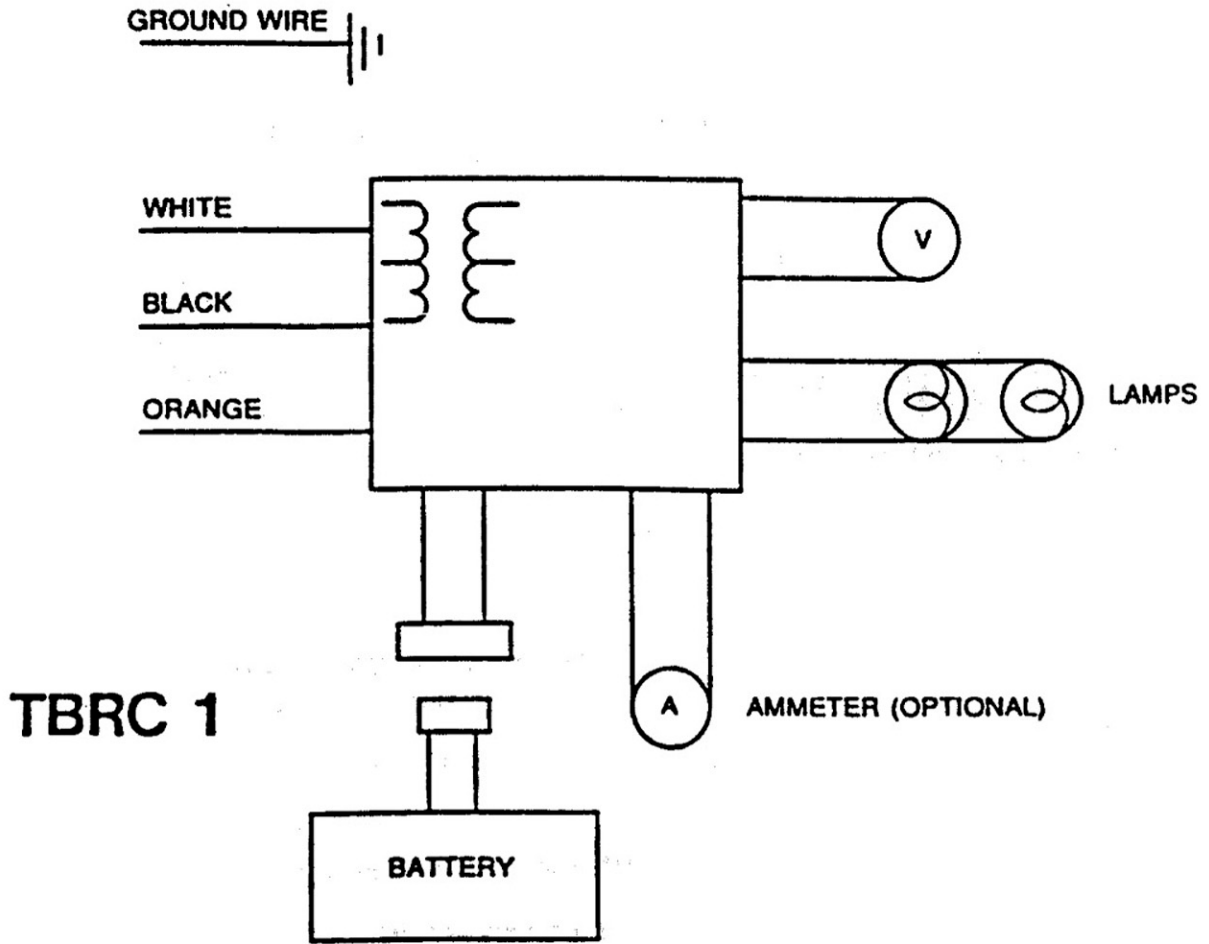 GROUND WIRE
WHITE
V
BLACK
ORANGE
LAMPS
TBRC 1
A
AMMETER (OPTIONAL)
BATTERY